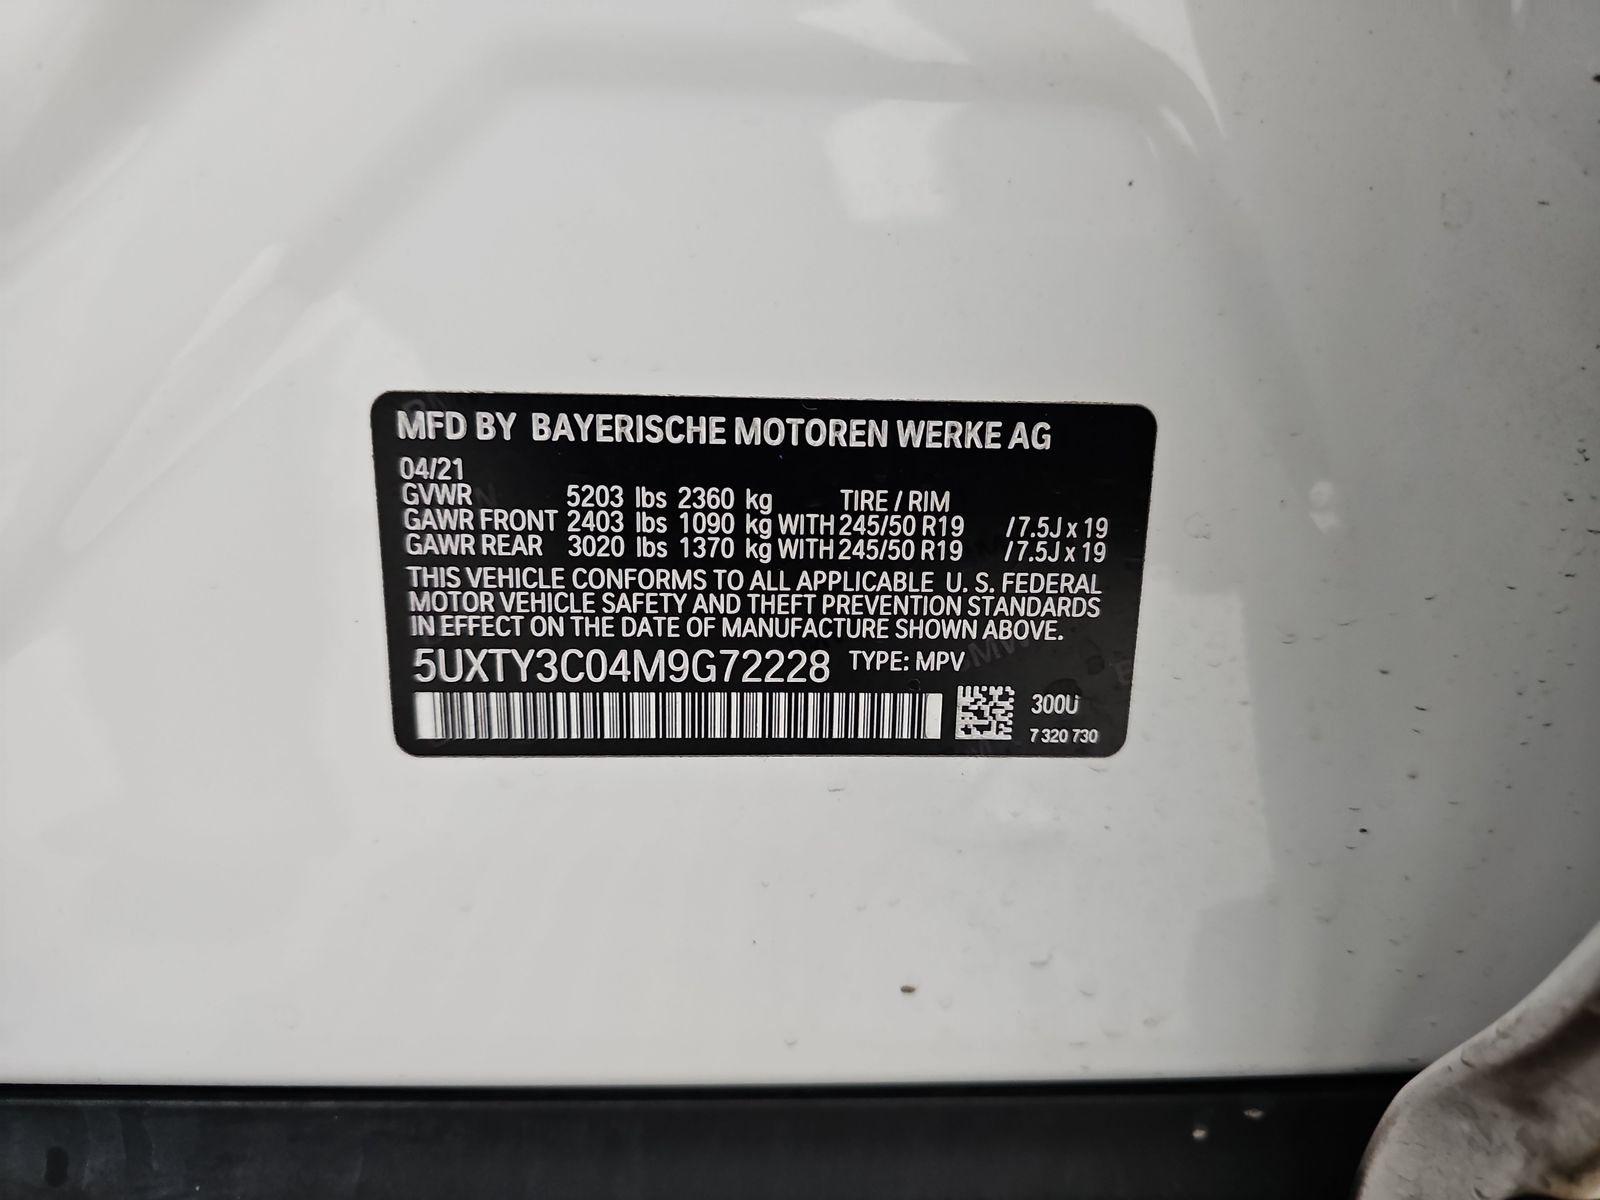 MFD BY BAYERISCHE MOTOREN WERKE AG
04/21
GVWR 5203 lbs 2360 kg TIRE / RIM
GAWR FRONT 2403 lbs 1090 kg WITH 245/50 R19 / 7.5J x 19
GAWR REAR 3020 lbs 1370 kg WITH 245/50 R19 / 7.5J x 19
THIS VEHICLE CONFORMS TO ALL APPLICABLE U. S. FEDERAL
MOTOR VEHICLE SAFETY AND THEFT PREVENTION STANDARDS
IN EFFECT ON THE DATE OF MANUFACTURE SHOWN ABOVE.
5UXTY3C04M9G72228 TYPE: MPV
300U
7 320 730